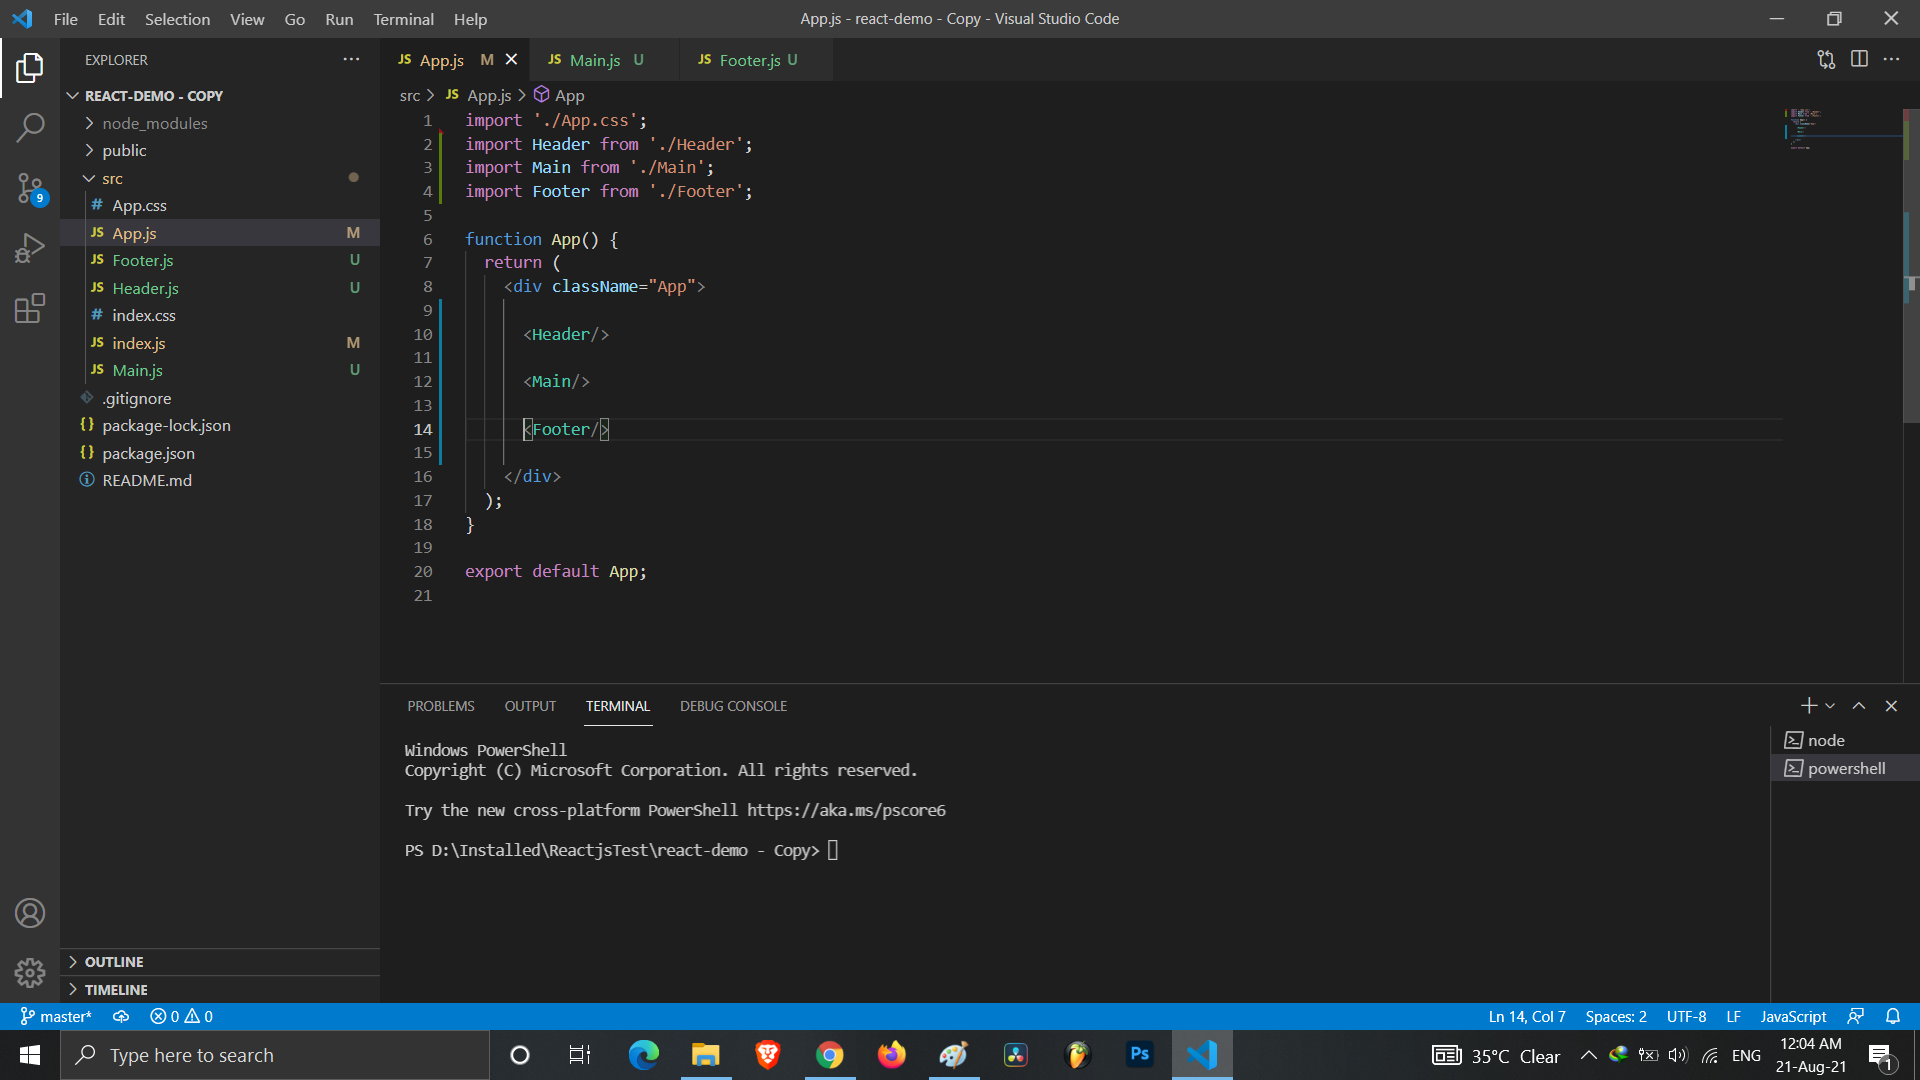 File Edit Selection View Go Run Terminal Help
App.js - react-demo - Copy - Visual Studio Code
EXPLORER
REACT-DEMO - COPY
node_modules
public
src
# App.css
JS App.js M
JS Footer.js U
JS Header.js U
# index.css
JS index.js M
JS Main.js U
.gitignore
{} package-lock.json
{} package.json
README.md
OUTLINE
TIMELINE
9
JS App.js M
JS Main.js U
JS Footer.js U
src > JS App.js > App
1 import './App.css';
2 import Header from './Header';
3 import Main from './Main';
4 import Footer from './Footer';
5
6 function App() {
7 return (
8 <div className="App">
9
10 <Header/>
11
12 <Main/>
13
14 <Footer/>
15
16 </div>
17 );
18 }
19
20 export default App;
21
PROBLEMS OUTPUT TERMINAL DEBUG CONSOLE
Windows PowerShell
Copyright (C) Microsoft Corporation. All rights reserved.
Try the new cross-platform PowerShell https://aka.ms/pscore6
PS D:\Installed\ReactjsTest\react-demo - Copy>
node
powershell
master* 0 0
Ln 14, Col 7 Spaces: 2 UTF-8 LF JavaScript
Type here to search
Ps
35°C Clear
ENG
12:04 AM
21-Aug-21
1